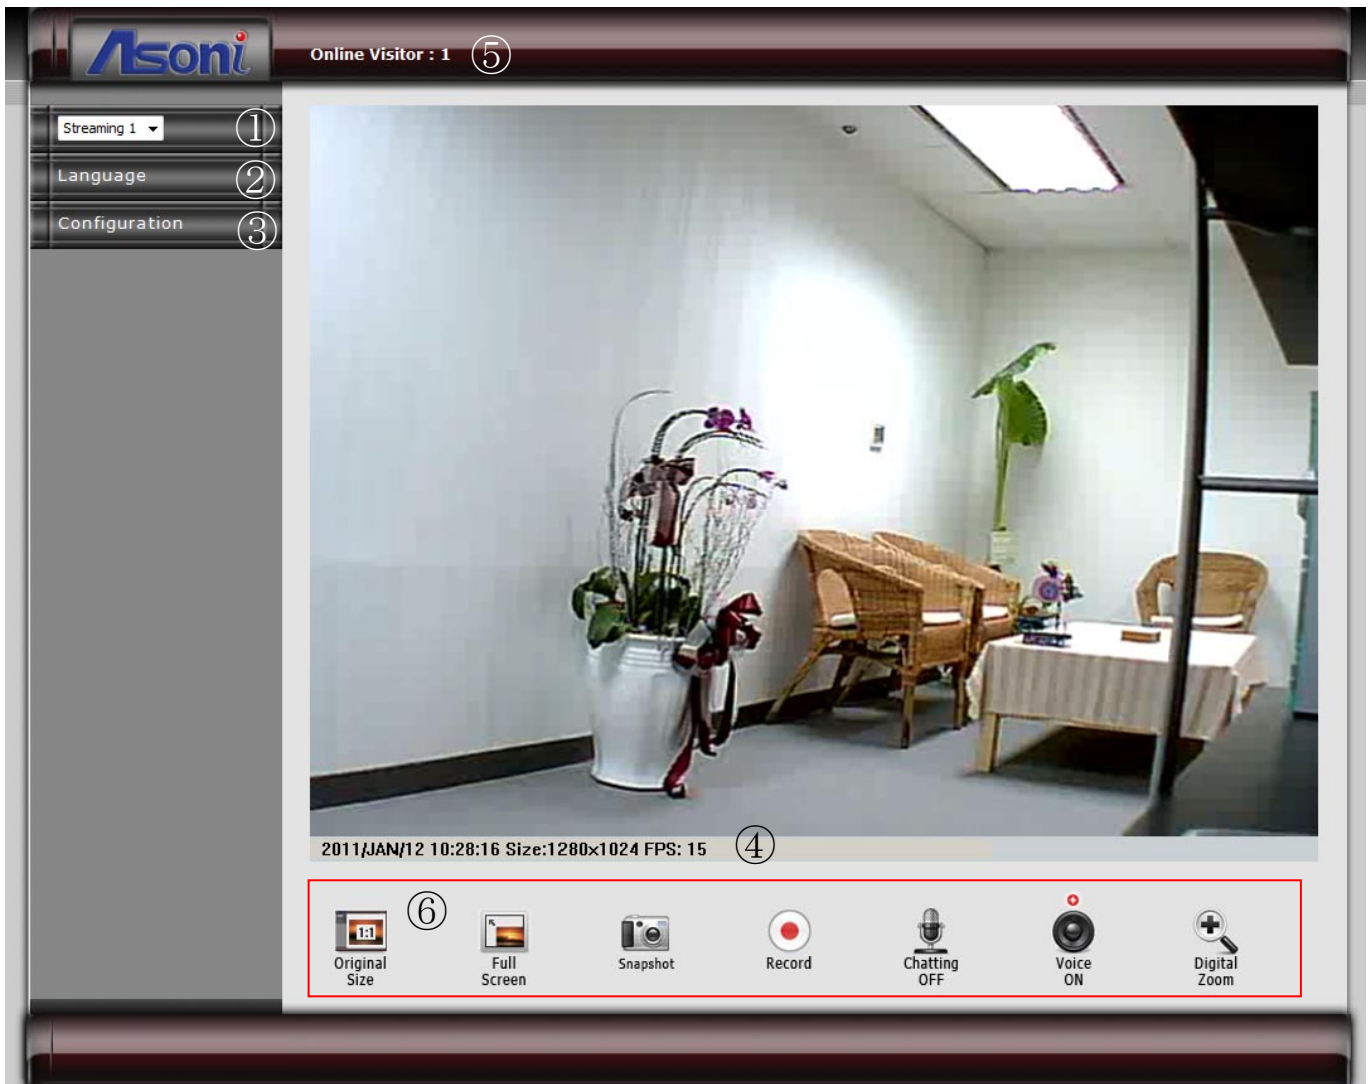 Asoni
Online Visitor : 1 ⑤
Streaming 1 ①
Language ②
Configuration ③
2011/JAN/12 10:28:16 Size:1280x1024 FPS: 15 ④
⑥
1:1
Original
Size
Full
Screen
Snapshot
Record
Chatting
OFF
Voice
ON
Digital
Zoom